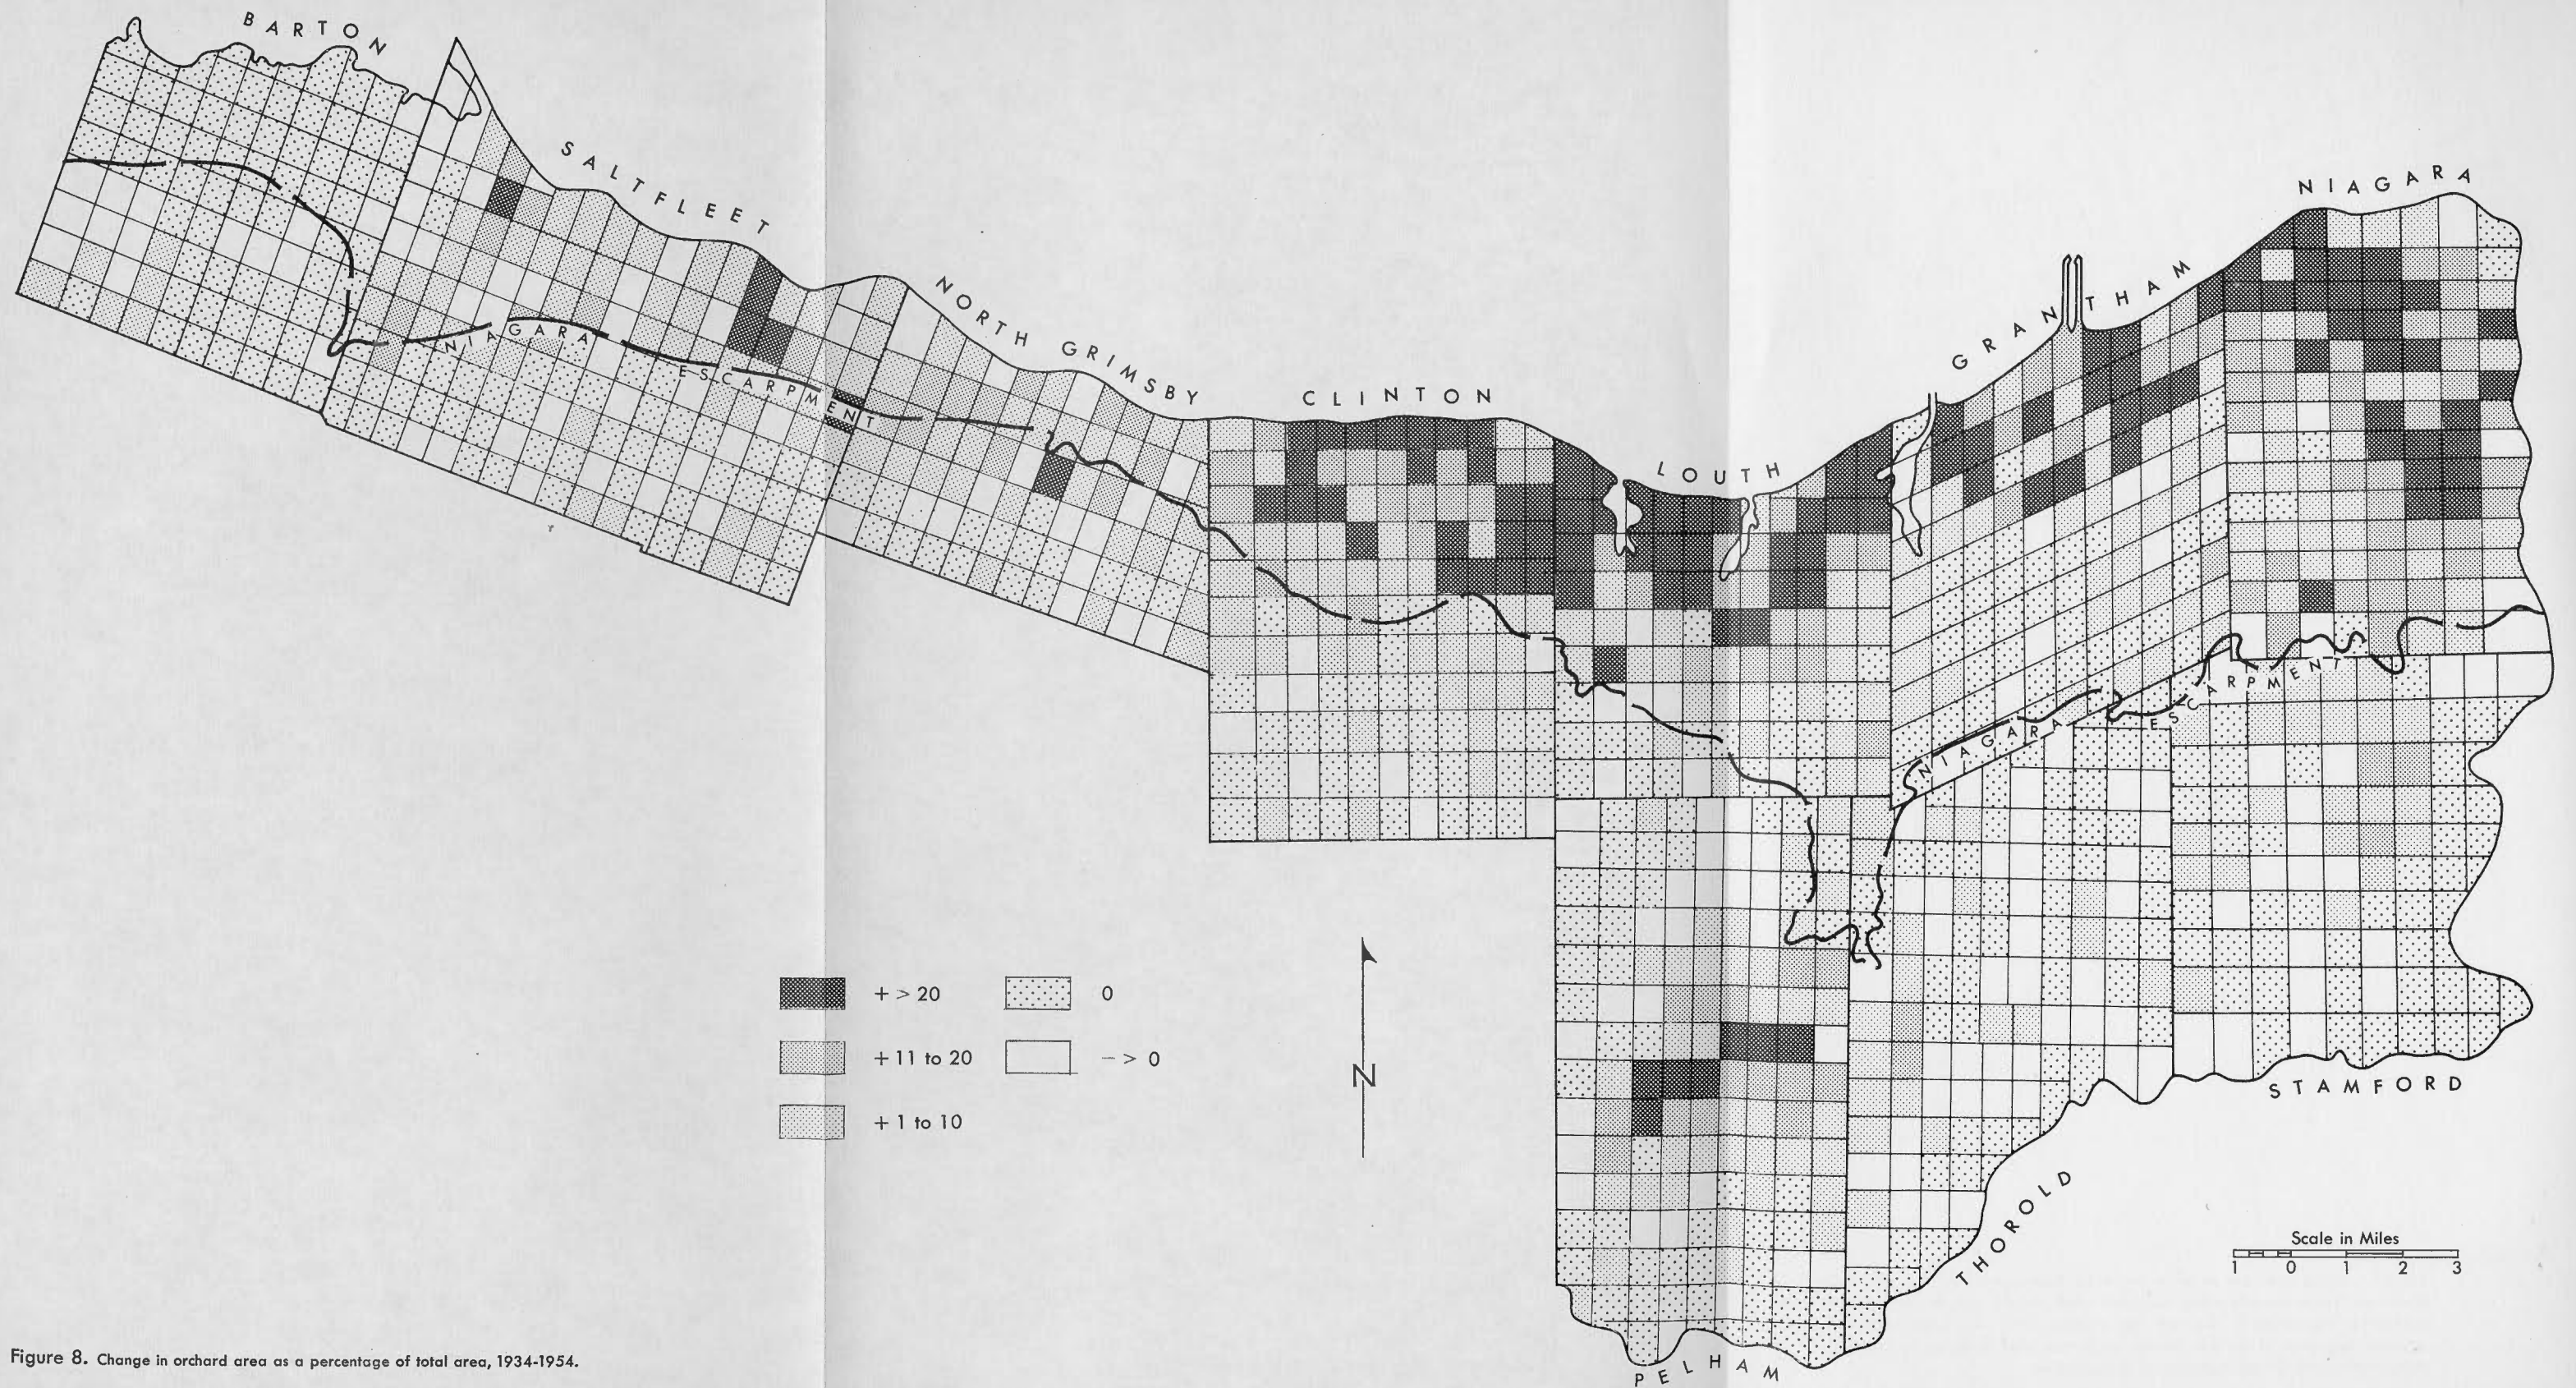 BARTON
SALTFLEET
NORTH GRIMSBY
CLINTON
LOUTH
GRANTHAM
NIAGARA
NIAGARA
ESCARPMENT
NIAGARA
ESCARPMENT
STAMFORD
THOROLD
PELHAM
+ > 20
0
+ 11 to 20
- > 0
+ 1 to 10
N
Scale in Miles
1 0 1 2 3
Figure 8. Change in orchard area as a percentage of total area, 1934-1954.